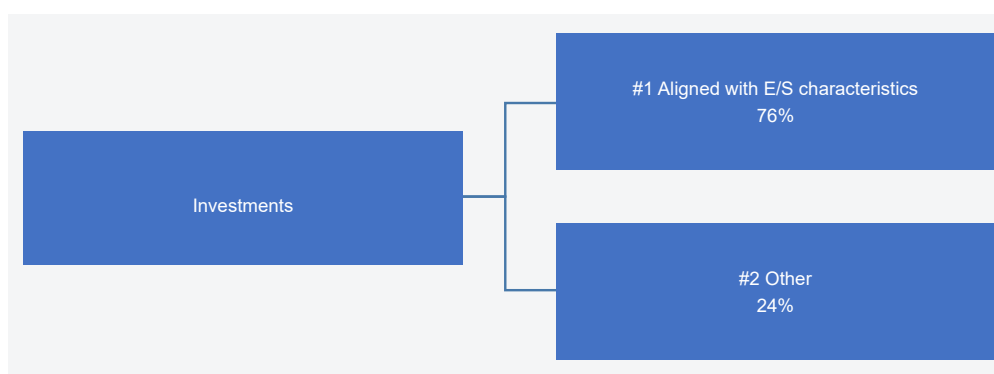 #1 Aligned with E/S characteristics
76%
Investments
#2 Other
24%